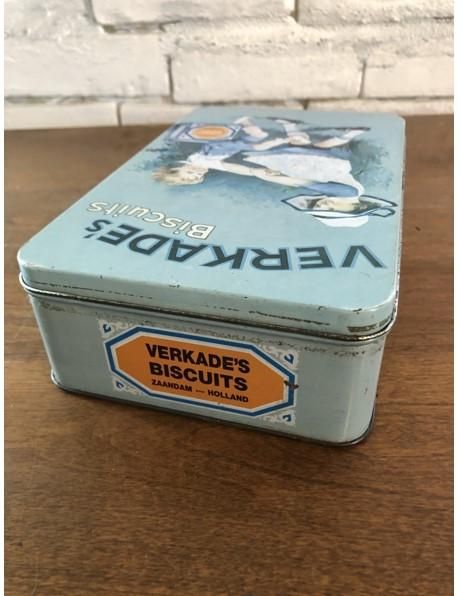 VERKADE's
Biscuits
VERKADE'S
BISCUITS
ZAANDAM — HOLLAND